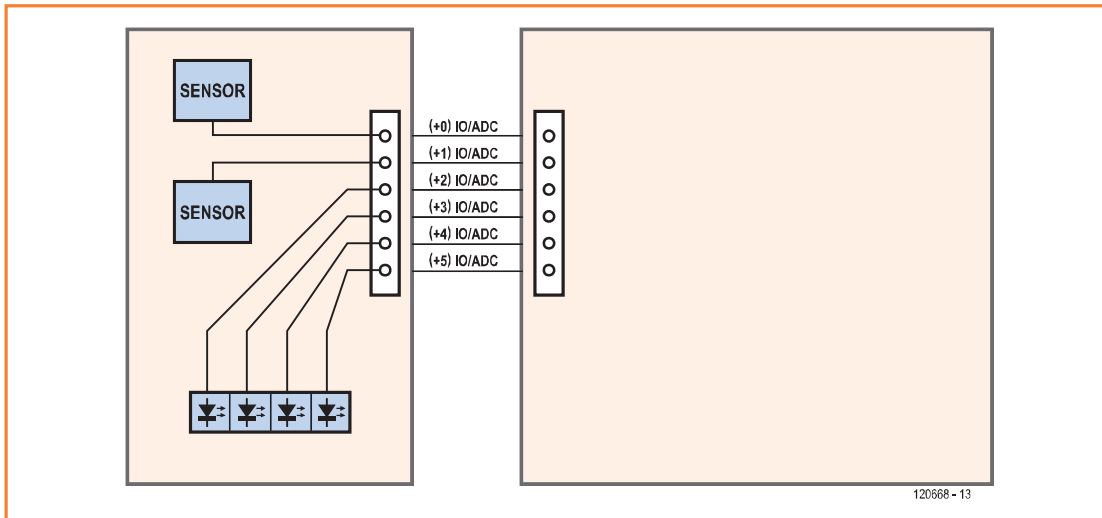 SENSOR
SENSOR
(+0) IO/ADC
(+1) IO/ADC
(+2) IO/ADC
(+3) IO/ADC
(+4) IO/ADC
(+5) IO/ADC
120668 - 13